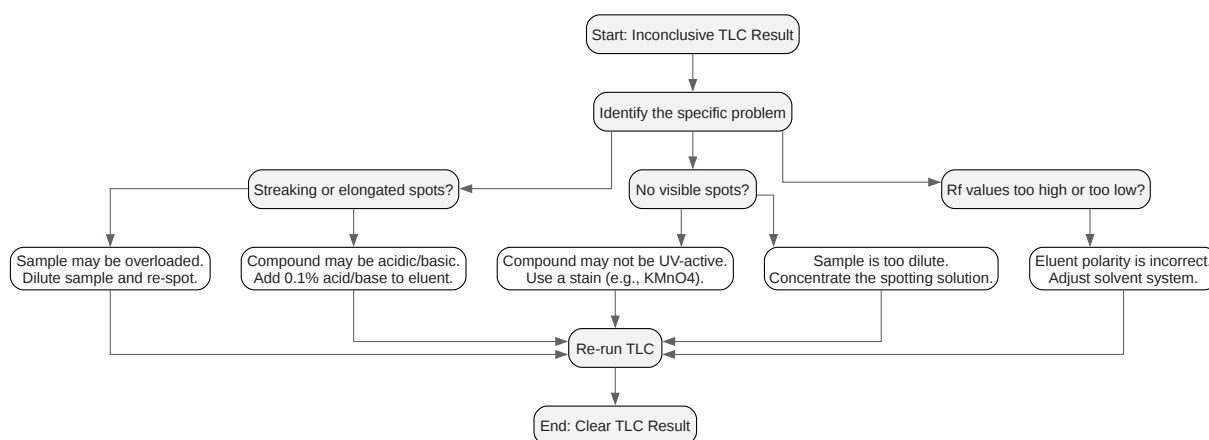 Start: Inconclusive TLC Result
Identify the specific problem
Streaking or elongated spots?
No visible spots?
Rf values too high or too low?
Sample may be overloaded.
Dilute sample and re-spot.
Compound may be acidic/basic.
Add 0.1% acid/base to eluent.
Compound may not be UV-active.
Use a stain (e.g., KMnO4).
Sample is too dilute.
Concentrate the spotting solution.
Eluent polarity is incorrect.
Adjust solvent system.
Re-run TLC
End: Clear TLC Result